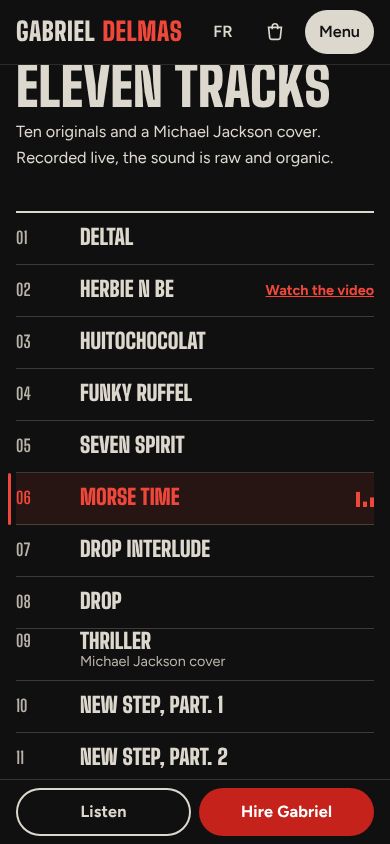 GABRIEL DELMAS FR Menu
ELEVEN TRACKS
Ten originals and a Michael Jackson cover.
Recorded live, the sound is raw and organic.
01 DELTAL
02 HERBIE N BE Watch the video
03 HUITOCHOCOLAT
04 FUNKY RUFFEL
05 SEVEN SPIRIT
06 MORSE TIME
07 DROP INTERLUDE
08 DROP
09 THRILLER
Michael Jackson cover
10 NEW STEP, PART. 1
11 NEW STEP, PART. 2
Listen Hire Gabriel